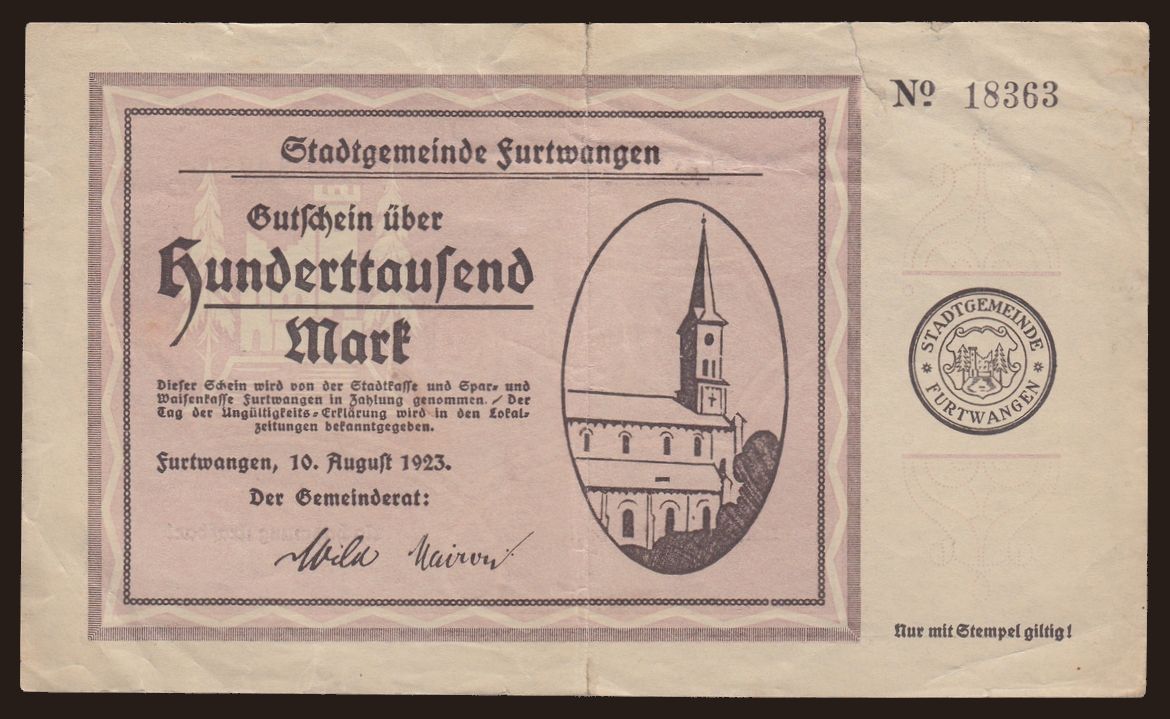 Nº 18363
Stadtgemeinde Furtwangen
Gutschein über
Hunderttausend
Mark
Dieser Schein wird von der Stadtkasse und Spar- und
Waisenkasse Furtwangen in Zahlung genommen. / Der
Tag der Ungültigkeits-Erklärung wird in den Lokal-
zeitungen bekanntgegeben.
Furtwangen, 10. August 1923.
Der Gemeinderat:
STADTGEMEINDE
* FURTWANGEN *
Nur mit Stempel giltig!